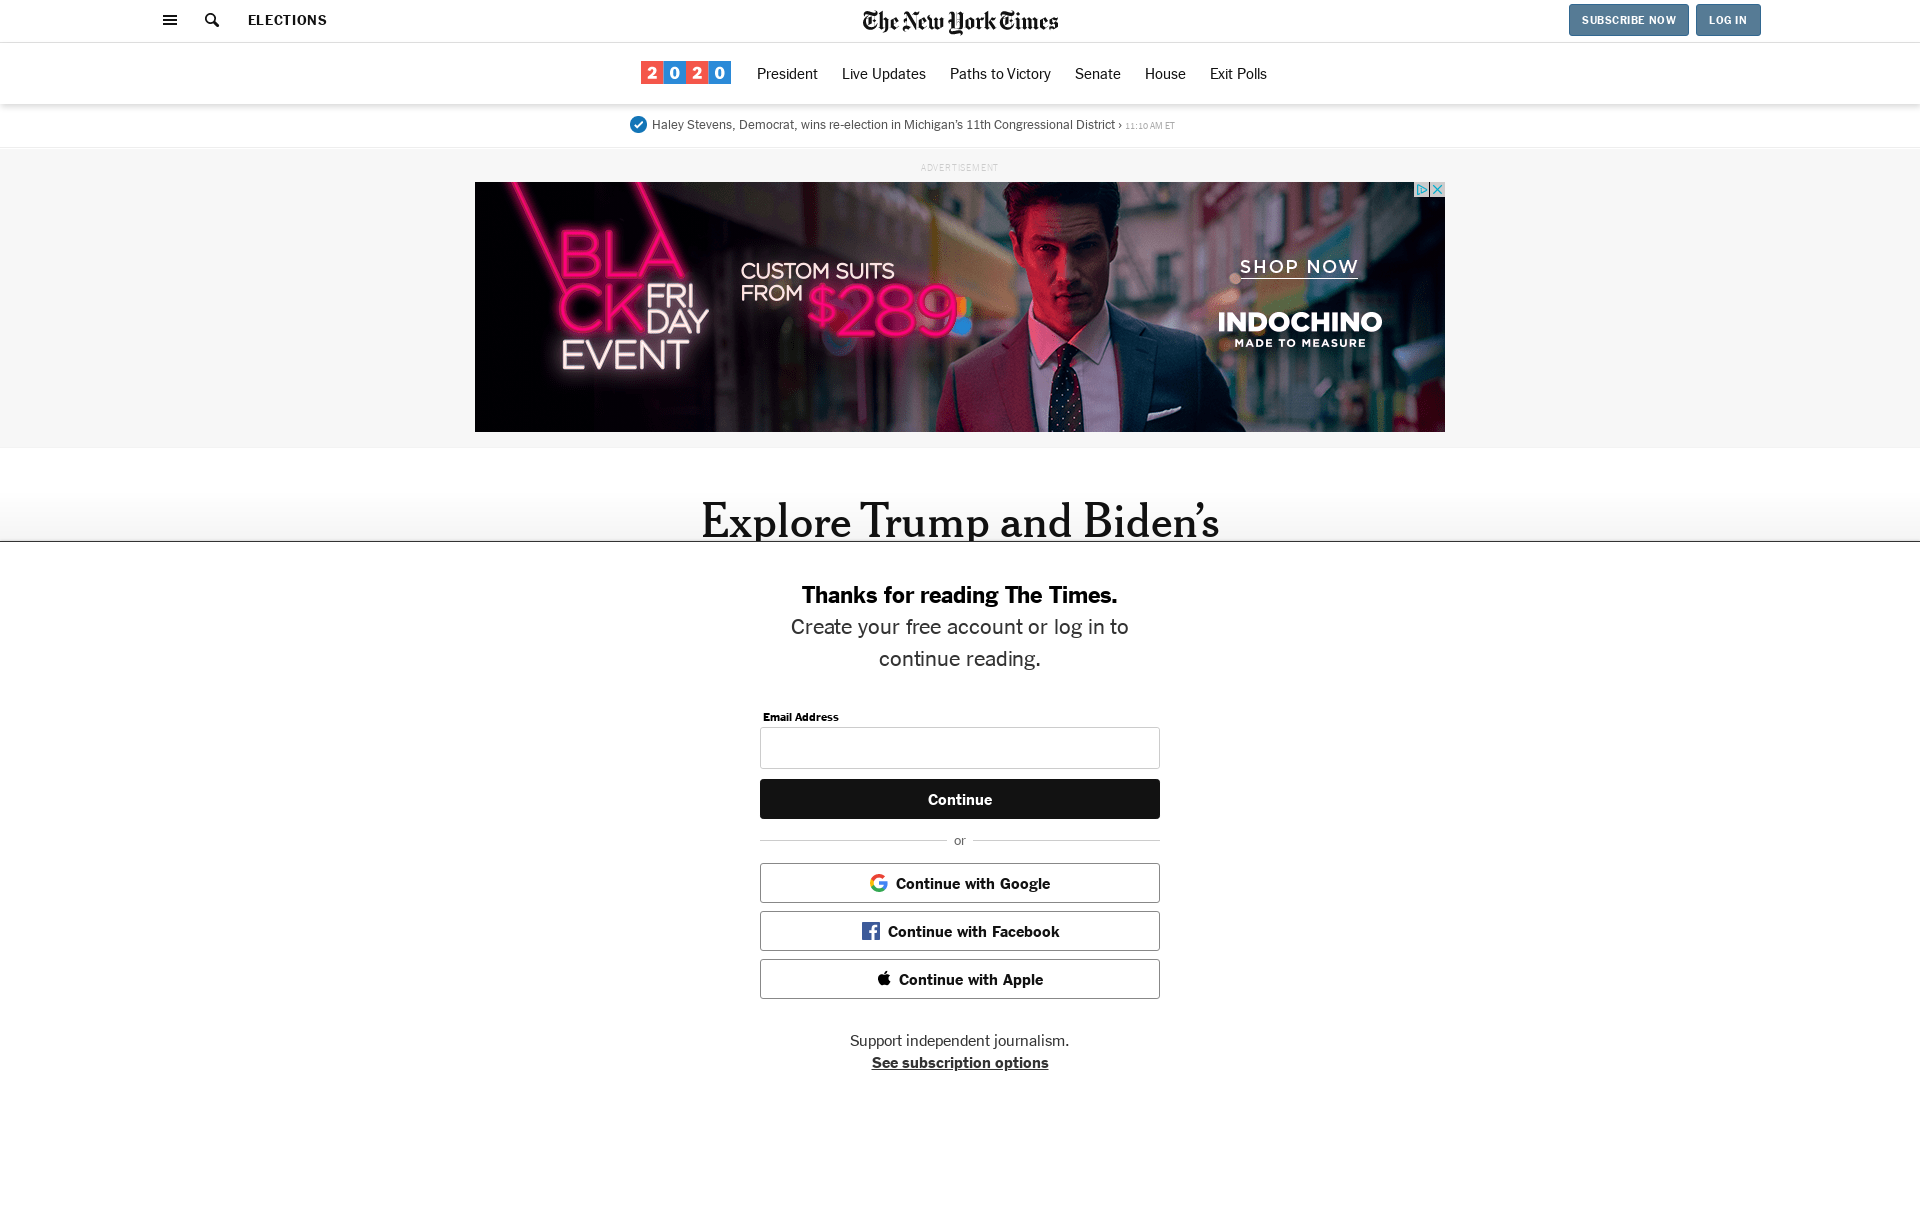 ELECTIONS
The New York Times
SUBSCRIBE NOW
LOG IN
2020
President
Live Updates
Paths to Victory
Senate
House
Exit Polls
Haley Stevens, Democrat, wins re-election in Michigan’s 11th Congressional District › 11:10 AM ET
ADVERTISEMENT
BLA
CK FRI
DAY
EVENT
CUSTOM SUITS
FROM $289
SHOP NOW
INDOCHINO
MADE TO MEASURE
Explore Trump and Biden’s
Thanks for reading The Times.
Create your free account or log in to
continue reading.
Email Address
Continue
or
Continue with Google
Continue with Facebook
Continue with Apple
Support independent journalism.
See subscription options